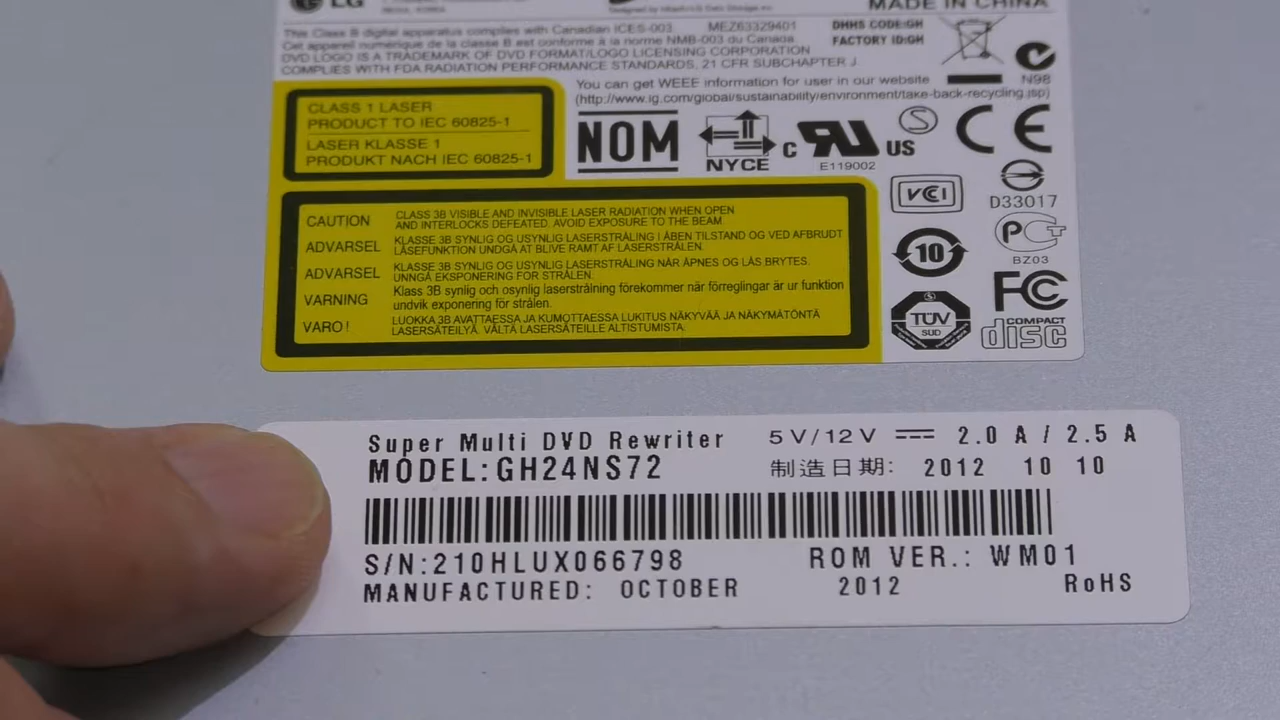 LG
MADE IN CHINA
This Class B digital apparatus complies with Canadian ICES-003
MEZ63329401
Cet appareil numérique de la classe B est conforme à la norme NMB-003 du Canada.
DVD LOGO IS A TRADEMARK OF DVD FORMAT/LOGO LICENSING CORPORATION
COMPLIES WITH FDA RADIATION PERFORMANCE STANDARDS, 21 CFR SUBCHAPTER J
DHHS CODE:GH
FACTORY ID:GH
N98
You can get WEEE information for user in our website
(http://www.lg.com/global/sustainability/environment/take-back-recycling.jsp)
CLASS 1 LASER
PRODUCT TO IEC 60825-1
LASER KLASSE 1
PRODUKT NACH IEC 60825-1
NOM
NYCE
C
US
E119002
S
CE
D33017
VCI
10
PCT
BZ03
FC
TÜV
SUD
COMPACT
disc
CAUTION CLASS 3B VISIBLE AND INVISIBLE LASER RADIATION WHEN OPEN
AND INTERLOCKS DEFEATED. AVOID EXPOSURE TO THE BEAM.
ADVARSEL KLASSE 3B SYNLIG OG USYNLIG LASERSTRÅLING I ÅBEN TILSTAND OG VED AFBRUDT
LÅSEFUNKTION UNDGÅ AT BLIVE RAMT AF LASERSTRÅLEN.
ADVARSEL KLASSE 3B SYNLIG OG USYNLIG LASERSTRÅLING NÅR ÅPNES OG LÅS BRYTES.
UNNGÅ EKSPONERING FOR STRÅLEN.
VARNING Klass 3B synlig och osynlig laserstrålning förekommer när förreglingar är ur funktion
undvik exponering för strålen.
VARO! LUOKKA 3B AVATTAESSA JA KUMOTTAESSA LUKITUS NÄKYVÄÄ JA NÄKYMÄTÖNTÄ
LASERSÄTEILYÄ. VÄLTÄ LASERSÄTEILLE ALTISTUMISTA.
Super Multi DVD Rewriter 5V/12V 2.0 A / 2.5 A
MODEL:GH24NS72 制造日期: 2012 10 10
S/N:210HLUX066798 ROM VER.: WM01
MANUFACTURED: OCTOBER 2012 RoHS